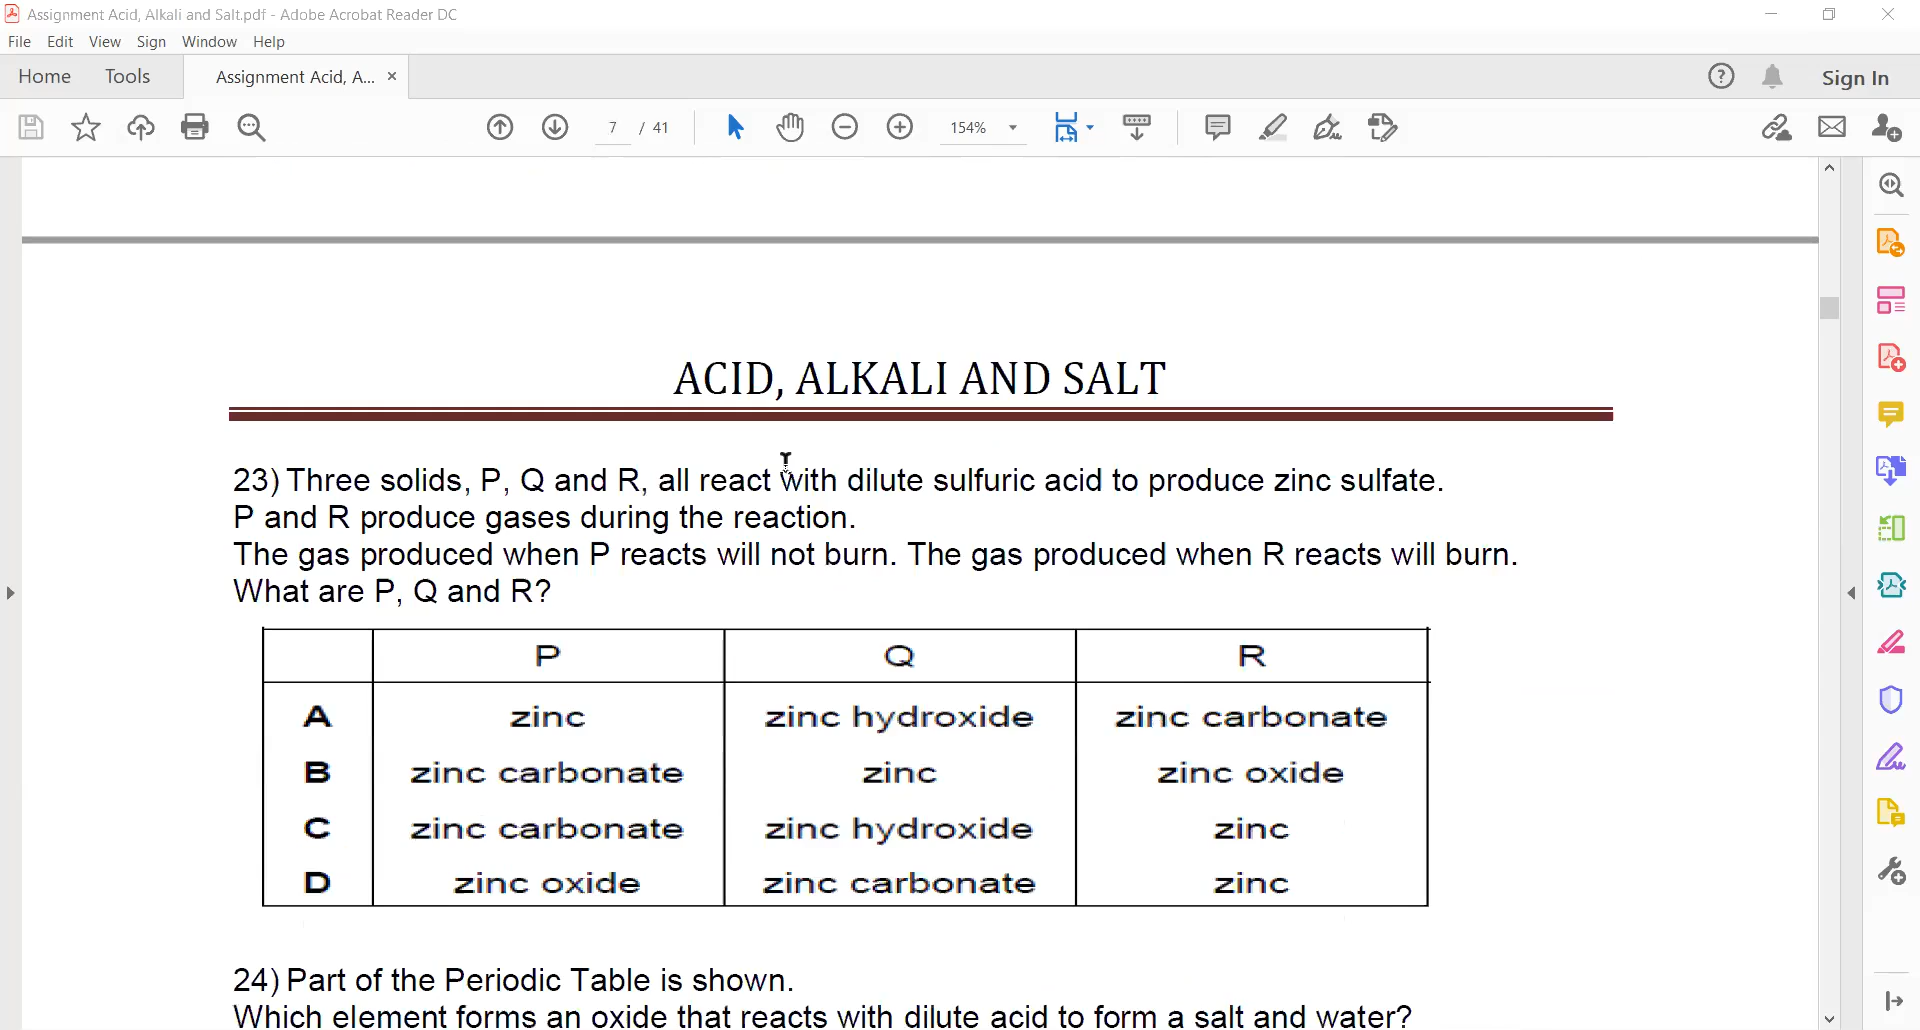 Assignment Acid, Alkali and Salt.pdf - Adobe Acrobat Reader DC
File Edit View Sign Window Help
Home Tools Assignment Acid, A... × Sign In
7 / 41 154%
ACID, ALKALI AND SALT
23) Three solids, P, Q and R, all react with dilute sulfuric acid to produce zinc sulfate.
P and R produce gases during the reaction.
The gas produced when P reacts will not burn. The gas produced when R reacts will burn.
What are P, Q and R?
P Q R
A zinc zinc hydroxide zinc carbonate
B zinc carbonate zinc zinc oxide
C zinc carbonate zinc hydroxide zinc
D zinc oxide zinc carbonate zinc
24) Part of the Periodic Table is shown.
Which element forms an oxide that reacts with dilute acid to form a salt and water?